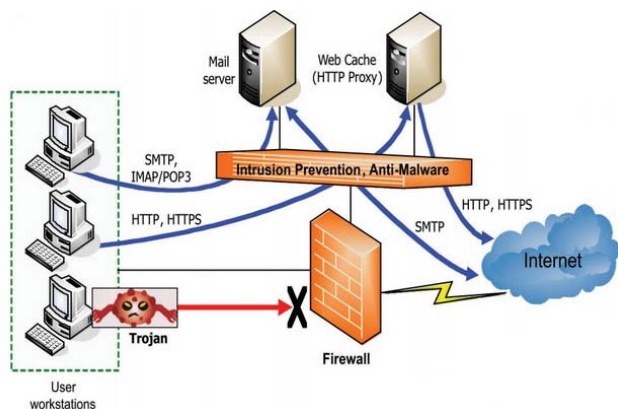 Mail
server
Web Cache
(HTTP Proxy)
SMTP,
IMAP/POP3
Intrusion Prevention, Anti-Malware
HTTP, HTTPS
SMTP
HTTP, HTTPS
Internet
Trojan
X
Firewall
User
workstations